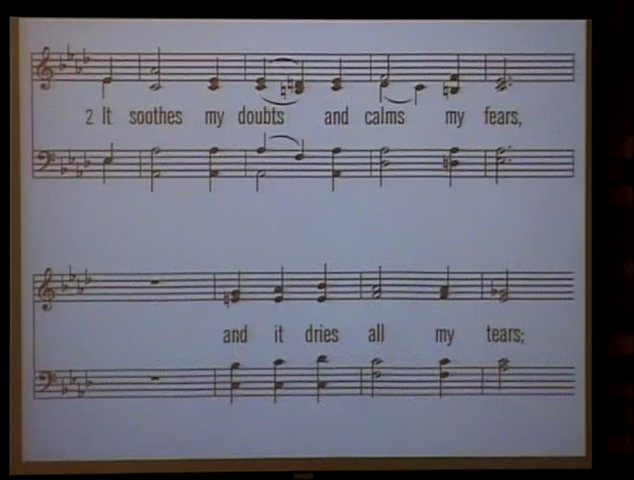 2 It soothes my doubts and calms my fears,
and it dries all my tears;